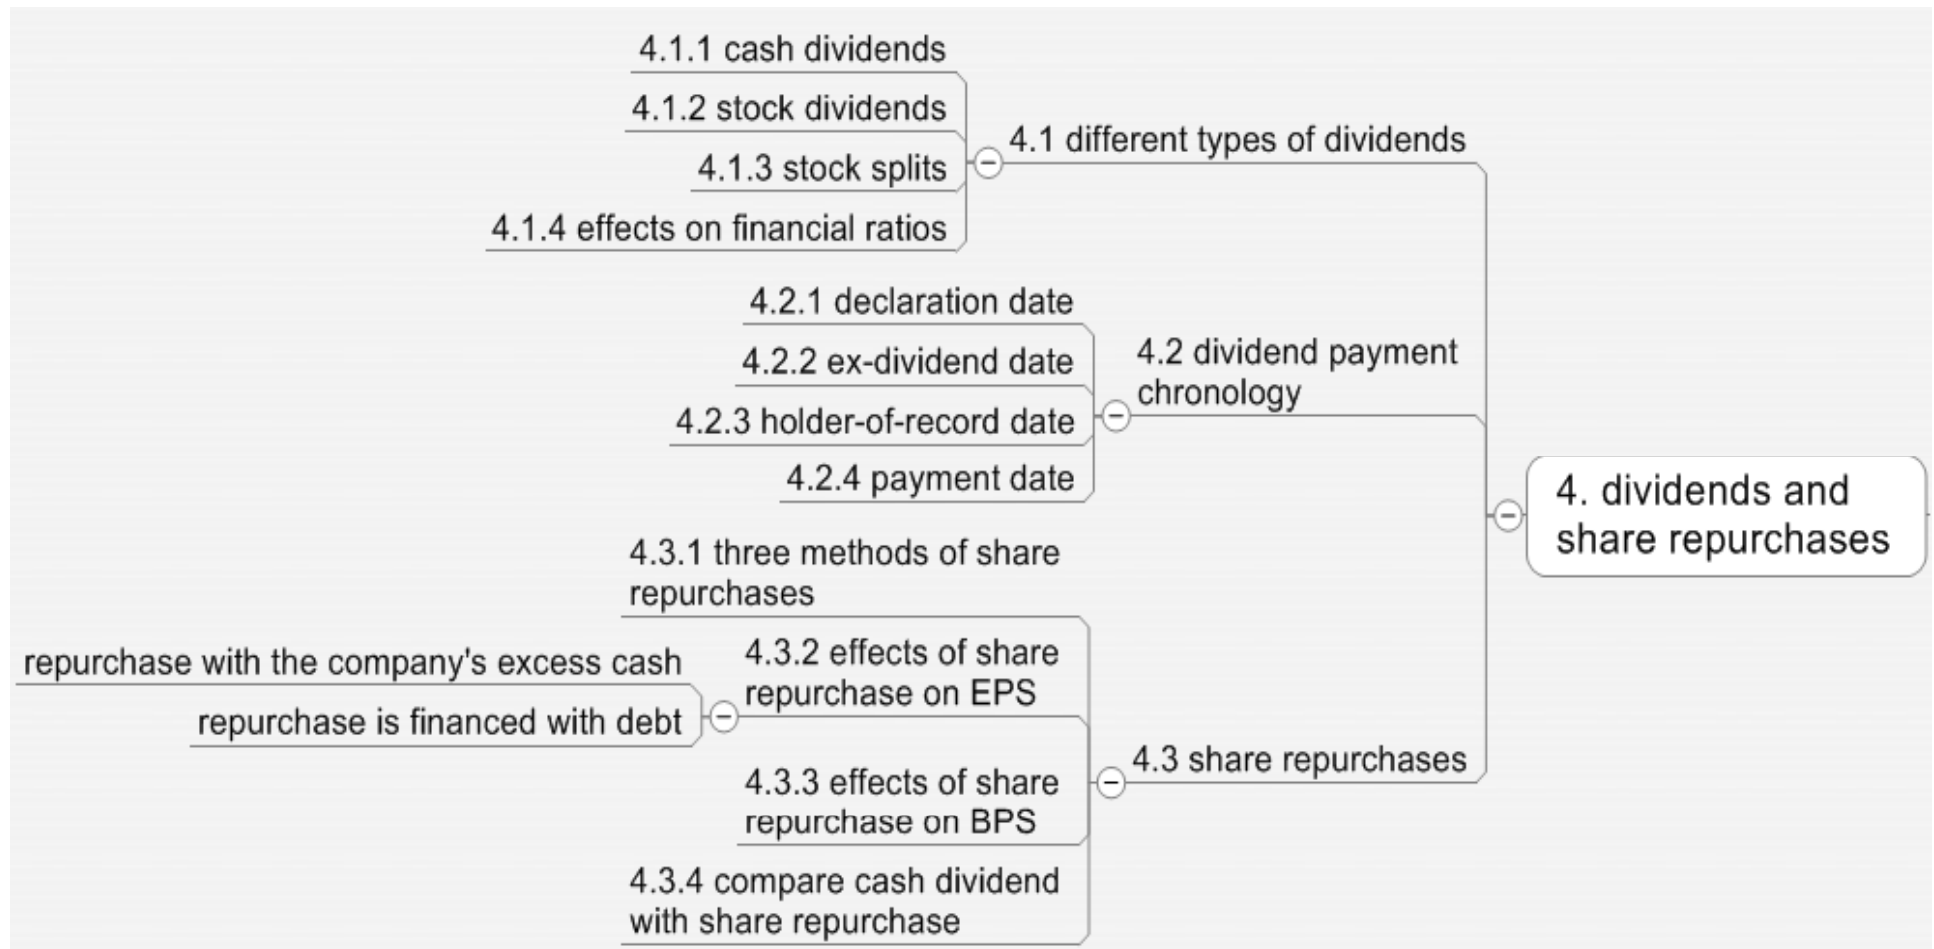 4. dividends and
share repurchases
4.1 different types of dividends
4.1.1 cash dividends
4.1.2 stock dividends
4.1.3 stock splits
4.1.4 effects on financial ratios
4.2 dividend payment
chronology
4.2.1 declaration date
4.2.2 ex-dividend date
4.2.3 holder-of-record date
4.2.4 payment date
4.3 share repurchases
4.3.1 three methods of share
repurchases
4.3.2 effects of share
repurchase on EPS
repurchase with the company's excess cash
repurchase is financed with debt
4.3.3 effects of share
repurchase on BPS
4.3.4 compare cash dividend
with share repurchase